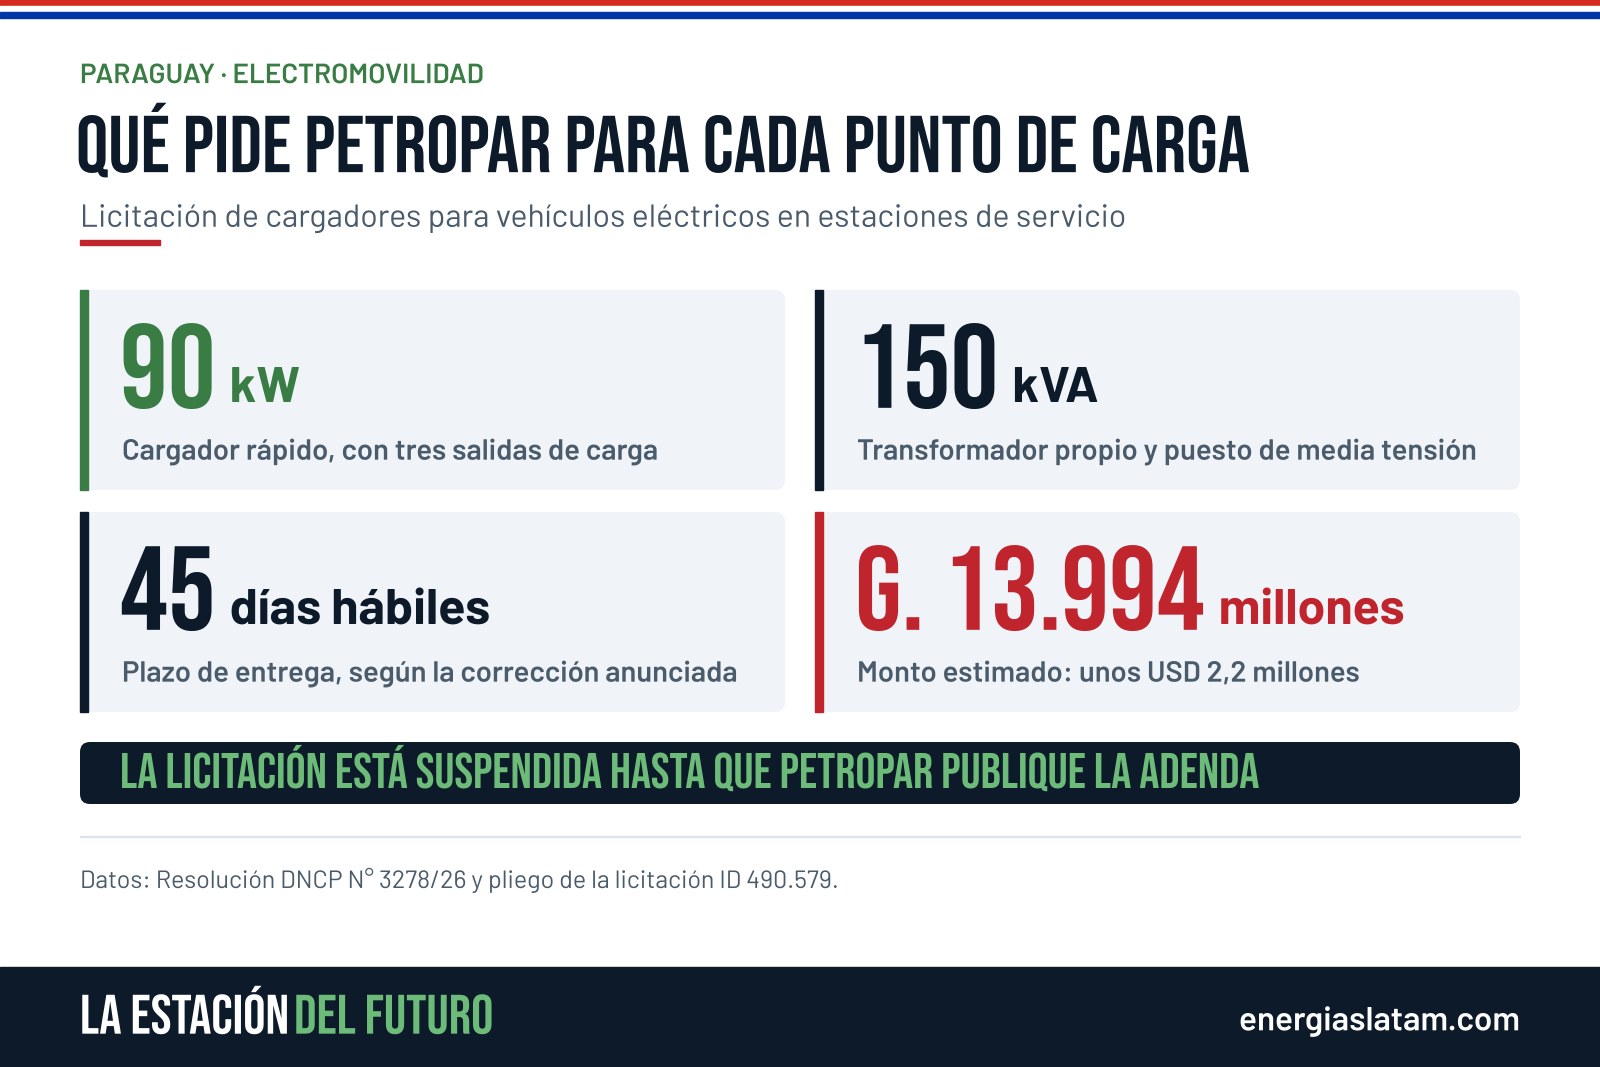 PARAGUAY · ELECTROMOVILIDAD
QUÉ PIDE PETROPAR PARA CADA PUNTO DE CARGA
Licitación de cargadores para vehículos eléctricos en estaciones de servicio
90 kW
Cargador rápido, con tres salidas de carga
150 kVA
Transformador propio y puesto de media tensión
45 días hábiles
Plazo de entrega, según la corrección anunciada
G. 13.994 millones
Monto estimado: unos USD 2,2 millones
LA LICITACIÓN ESTÁ SUSPENDIDA HASTA QUE PETROPAR PUBLIQUE LA ADENDA
Datos: Resolución DNCP N° 3278/26 y pliego de la licitación ID 490.579.
LA ESTACIÓN DEL FUTURO
energiaslatam.com